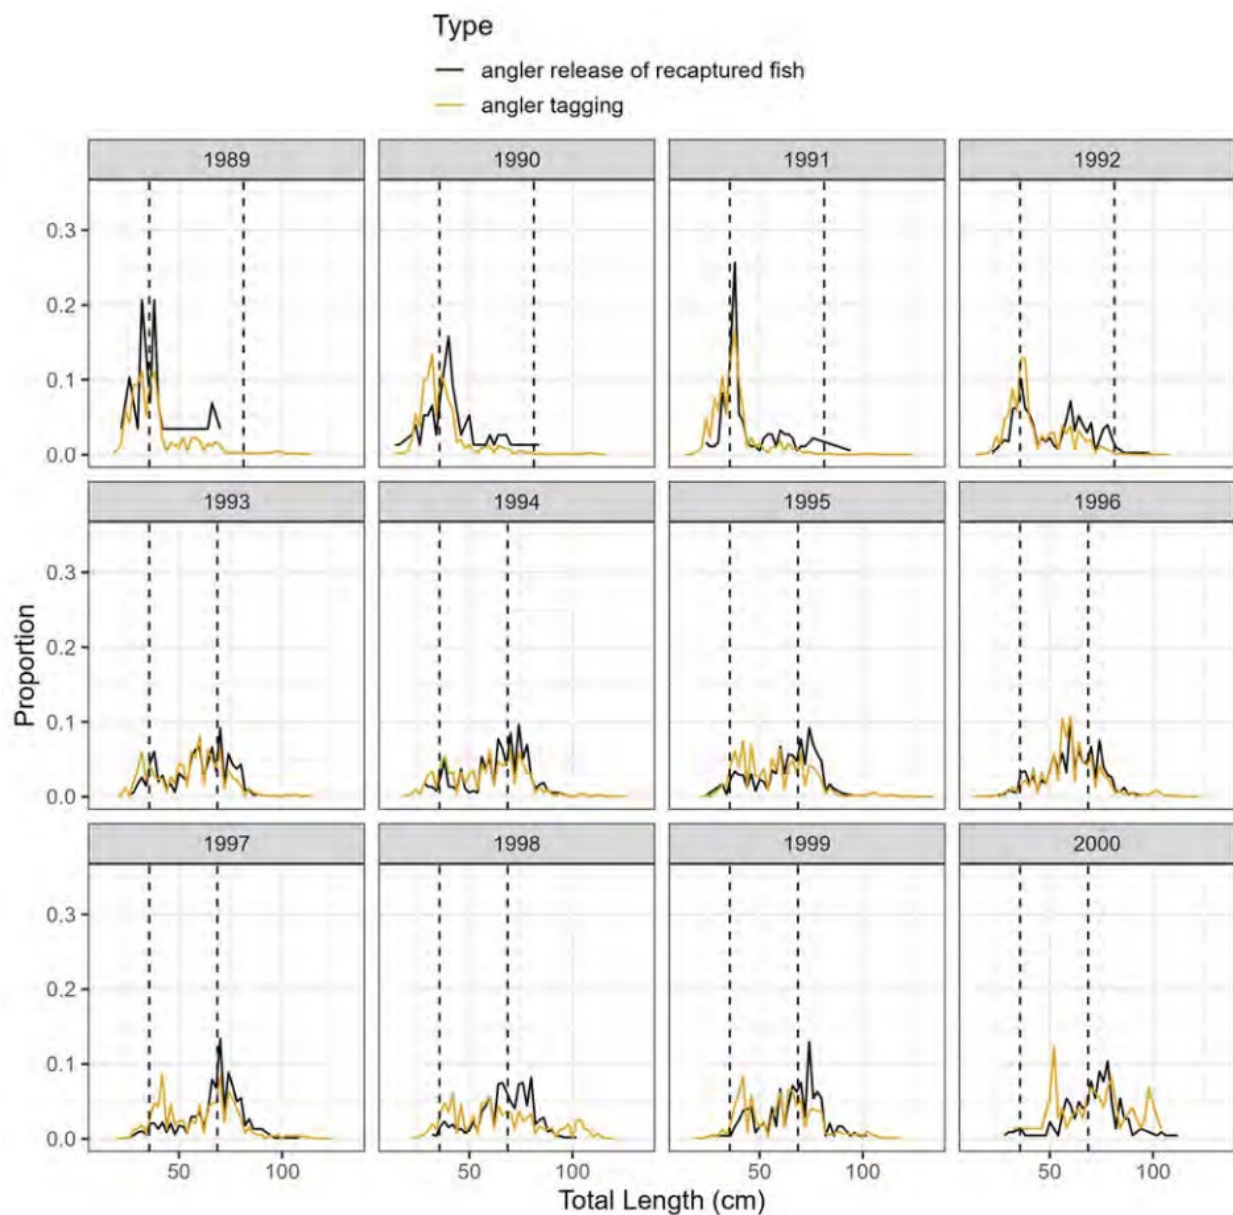 Type
angler release of recaptured fish
angler tagging
1989 1990 1991 1992
0.3
0.2
0.1
0.0
1993 1994 1995 1996
0.3
0.2
0.1
0.0
1997 1998 1999 2000
0.3
0.2
0.1
0.0
Proportion
50 100 50 100 50 100 50 100
Total Length (cm)